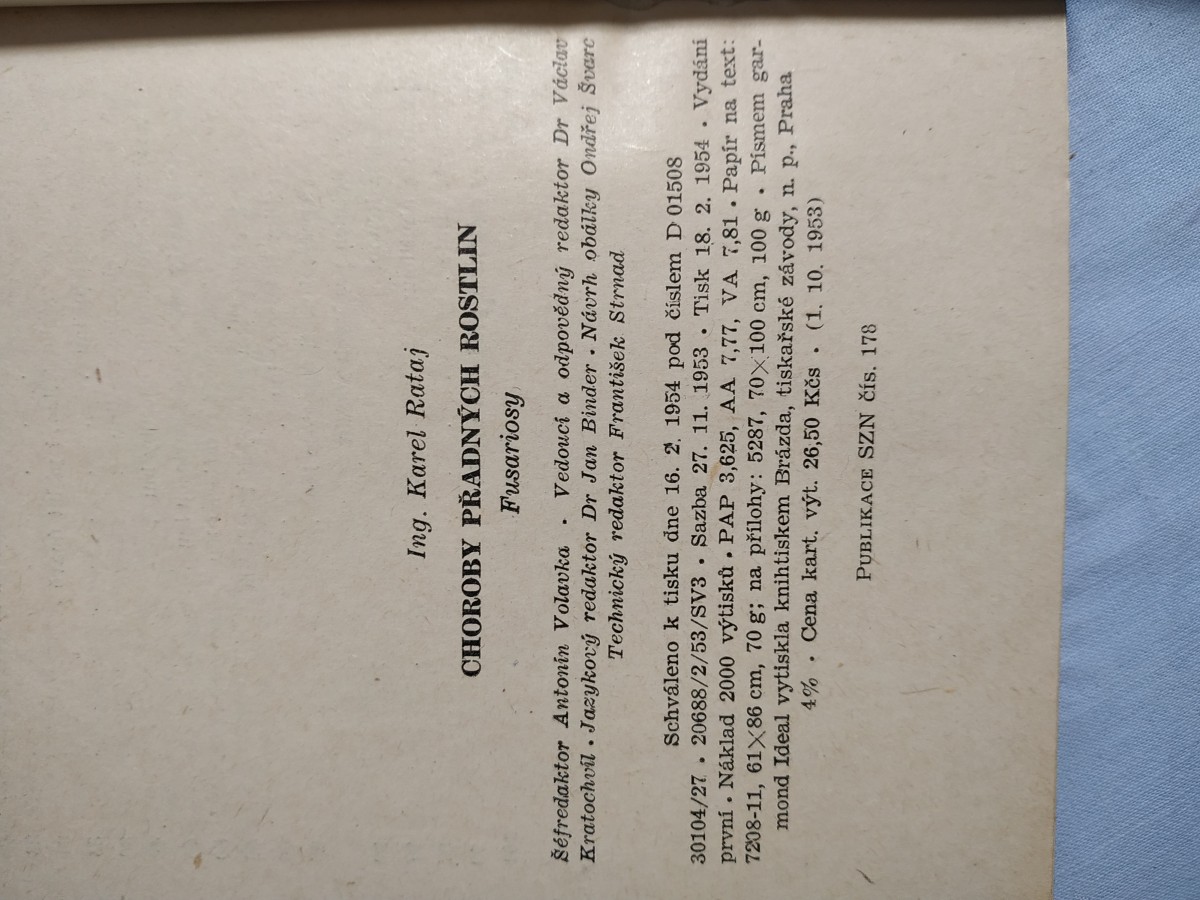 Ing. Karel Rataj
CHOROBY PŘADNÝCH ROSTLIN
Fusariosy
Šéfredaktor Antonín Volavka • Vedoucí a odpovědný redaktor Dr Václav
Kratochvíl • Jazykový redaktor Dr Jan Binder • Návrh obálky Ondřej Švarc
Technický redaktor František Strnad
Schváleno k tisku dne 16. 2. 1954 pod číslem D 01508
30104/27 • 20688/2/53/SV3 • Sazba 27. 11. 1953 • Tisk 18. 2. 1954 • Vydání
první • Náklad 2000 výtisků • PAP 3,625, AA 7,77, VA 7,81 • Papír na text:
7208-11, 61×86 cm, 70 g; na přílohy: 5287, 70×100 cm, 100 g • Písmem gar-
mond Ideal vytiskla knihtiskem Brázda, tiskařské závody, n. p., Praha
4% • Cena kart. výt. 26,50 Kčs • (1. 10. 1953)
PUBLIKACE SZN čís. 178